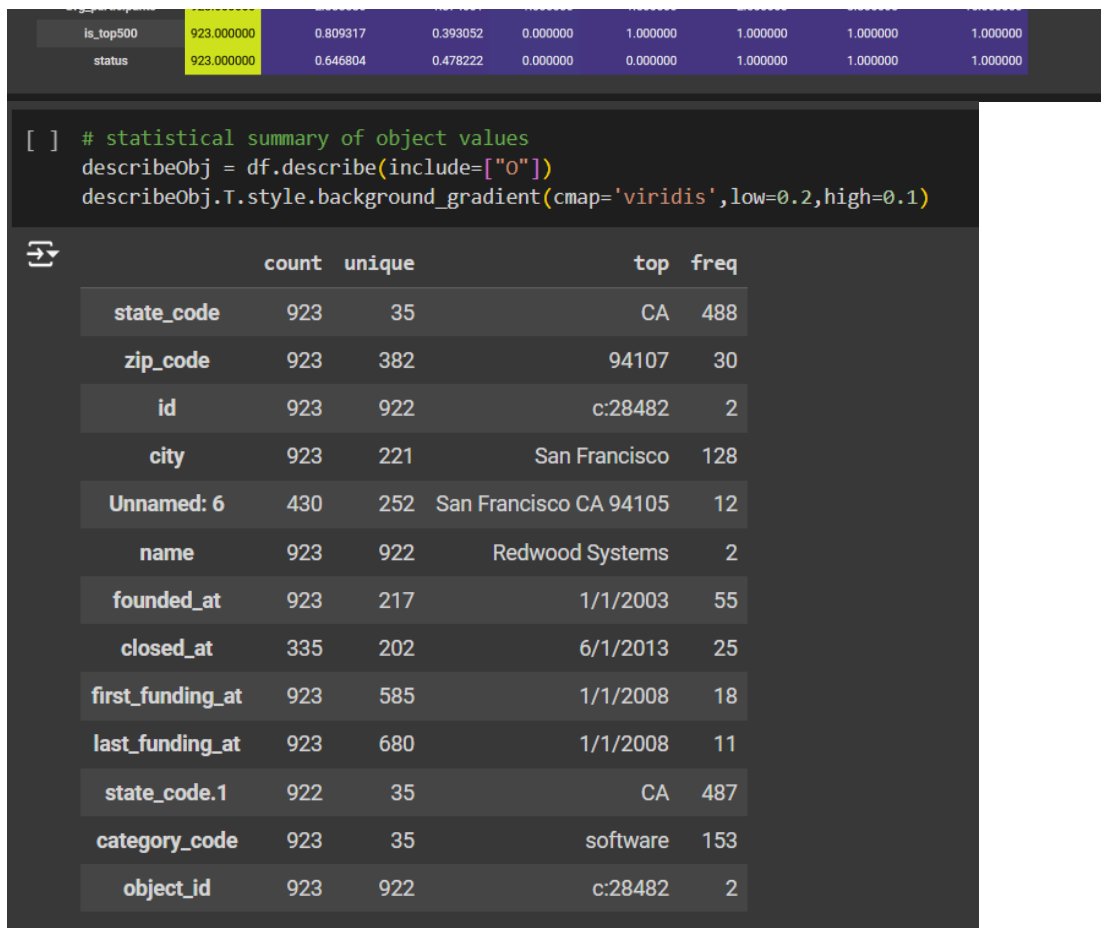 is_top500 923.000000 0.809317 0.393052 0.000000 1.000000 1.000000 1.000000 1.000000
status 923.000000 0.646804 0.478222 0.000000 0.000000 1.000000 1.000000 1.000000
[ ] # statistical summary of object values
describeObj = df.describe(include=["O"])
describeObj.T.style.background_gradient(cmap='viridis',low=0.2,high=0.1)
count unique top freq
state_code 923 35 CA 488
zip_code 923 382 94107 30
id 923 922 c:28482 2
city 923 221 San Francisco 128
Unnamed: 6 430 252 San Francisco CA 94105 12
name 923 922 Redwood Systems 2
founded_at 923 217 1/1/2003 55
closed_at 335 202 6/1/2013 25
first_funding_at 923 585 1/1/2008 18
last_funding_at 923 680 1/1/2008 11
state_code.1 922 35 CA 487
category_code 923 35 software 153
object_id 923 922 c:28482 2